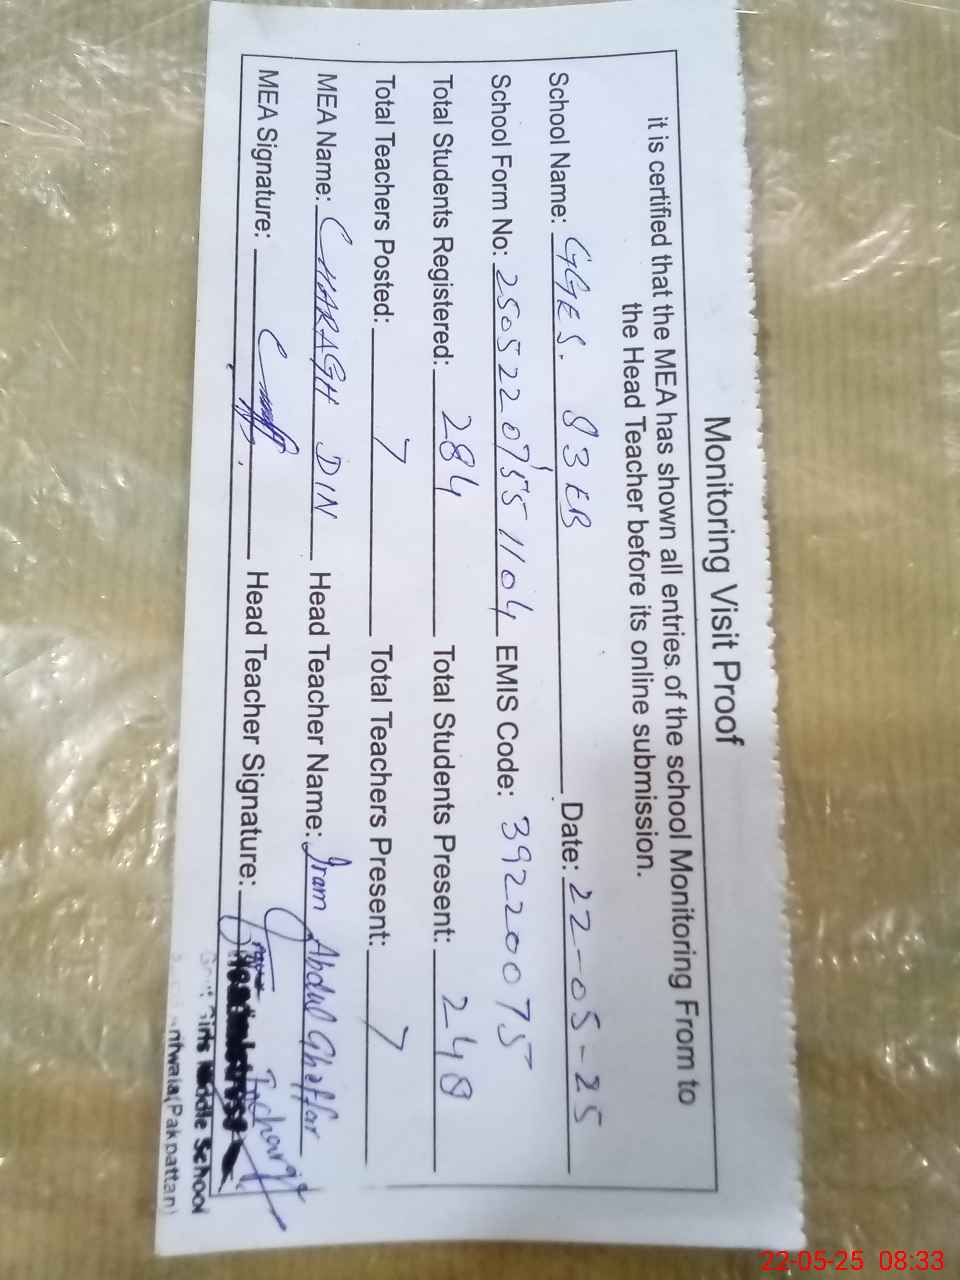 Monitoring Visit Proof
it is certified that the MEA has shown all entries of the school Monitoring From to
the Head Teacher before its online submission.
School Name: GGES. 83 EB Date: 22-05-25
School Form No: 25052207551104 EMIS Code: 39220075
Total Students Registered: 284 Total Students Present: 248
Total Teachers Posted: 7 Total Teachers Present: 7
MEA Name: CHARAGH DIN Head Teacher Name: Iram Abdul Ghaffar
MEA Signature: Head Teacher Signature:
Incharge
Girls Middle School
(Pakpattan)
22-05-25 08:33